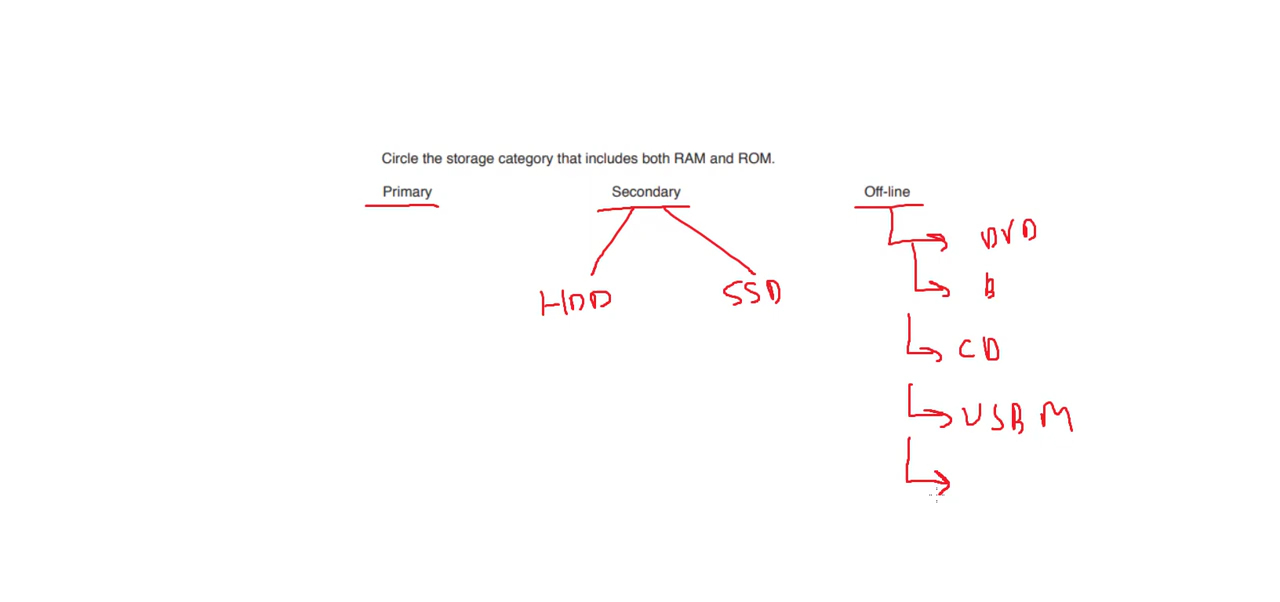 Circle the storage category that includes both RAM and ROM.
Primary Secondary Off-line
DVD
HDD SSD
CD
USB M